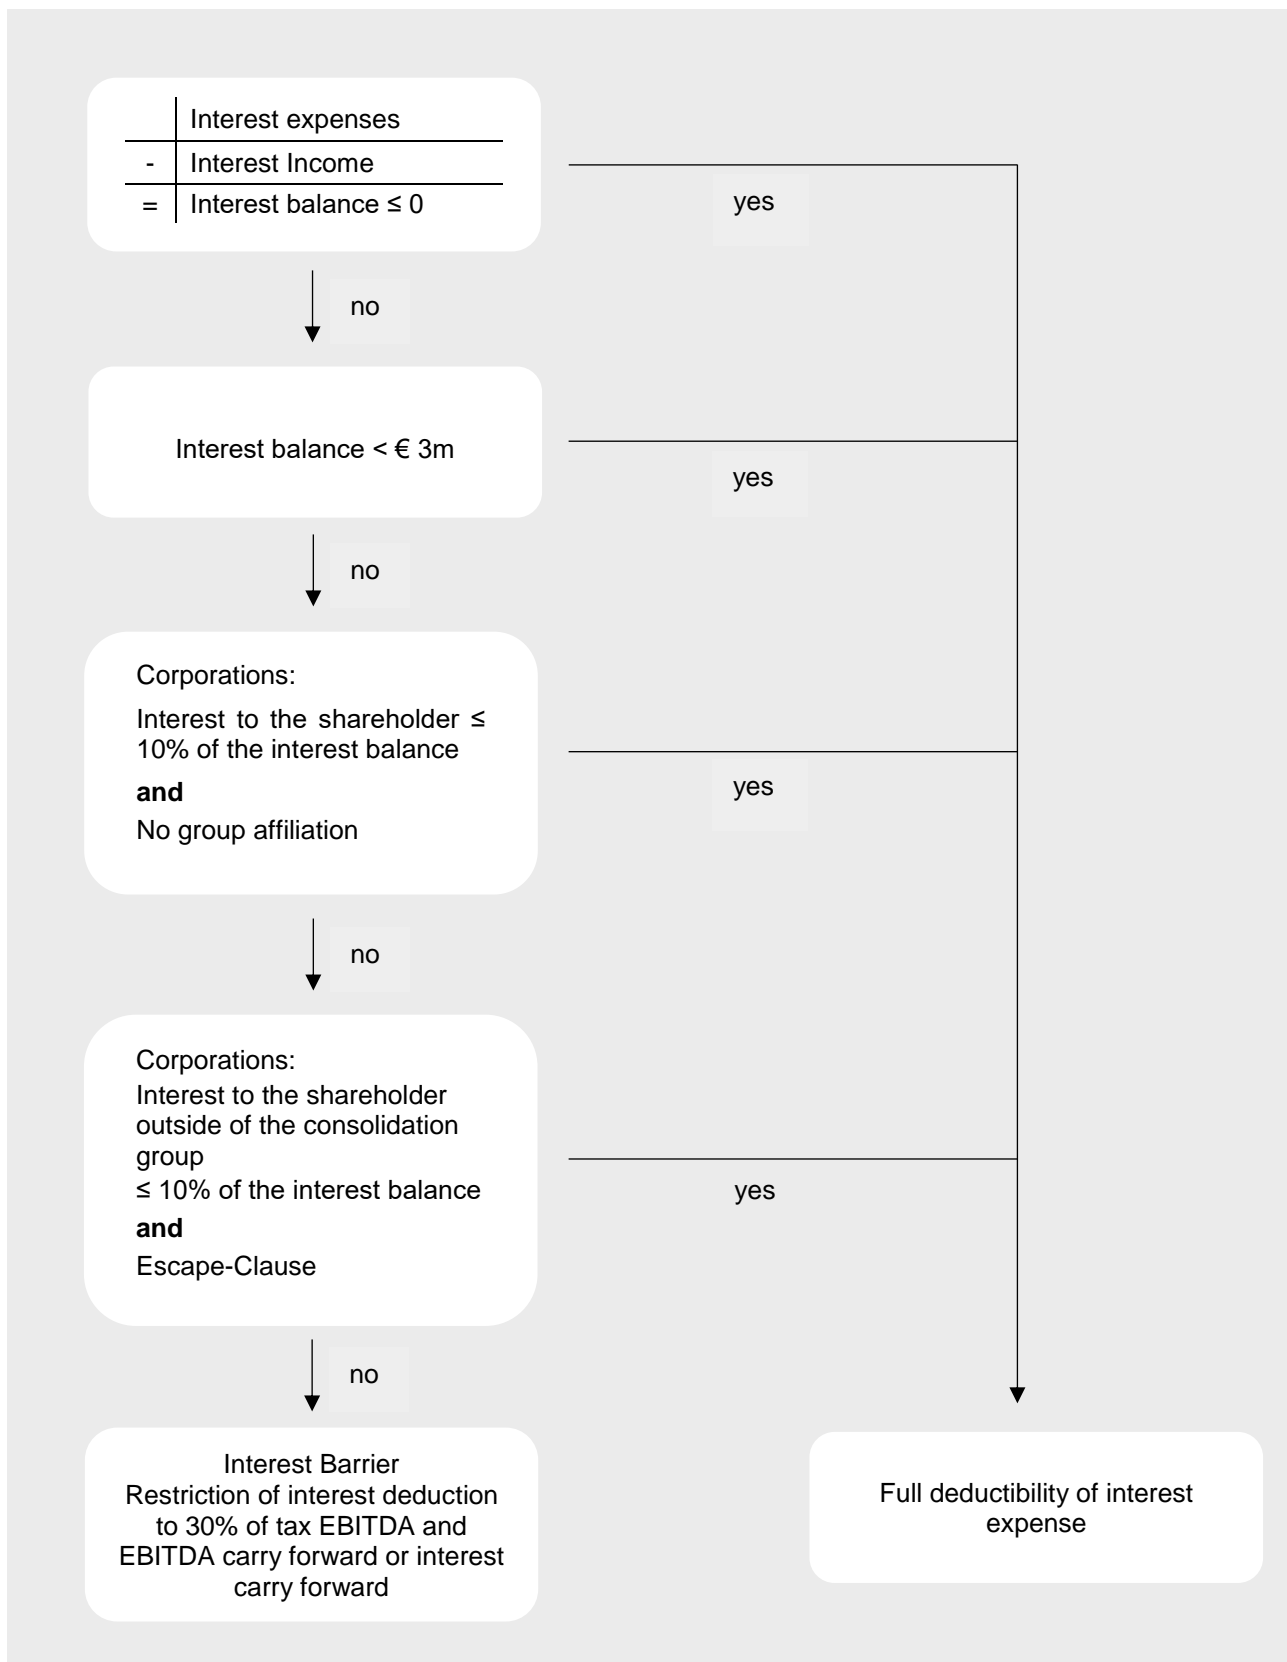 Interest expenses
- Interest Income
= Interest balance ≤ 0
yes
no
Interest balance < € 3m
yes
no
Corporations:
Interest to the shareholder ≤
10% of the interest balance
and
No group affiliation
yes
no
Corporations:
Interest to the shareholder
outside of the consolidation
group
≤ 10% of the interest balance
and
Escape-Clause
yes
no
Interest Barrier
Restriction of interest deduction
to 30% of tax EBITDA and
EBITDA carry forward or interest
carry forward
Full deductibility of interest
expense